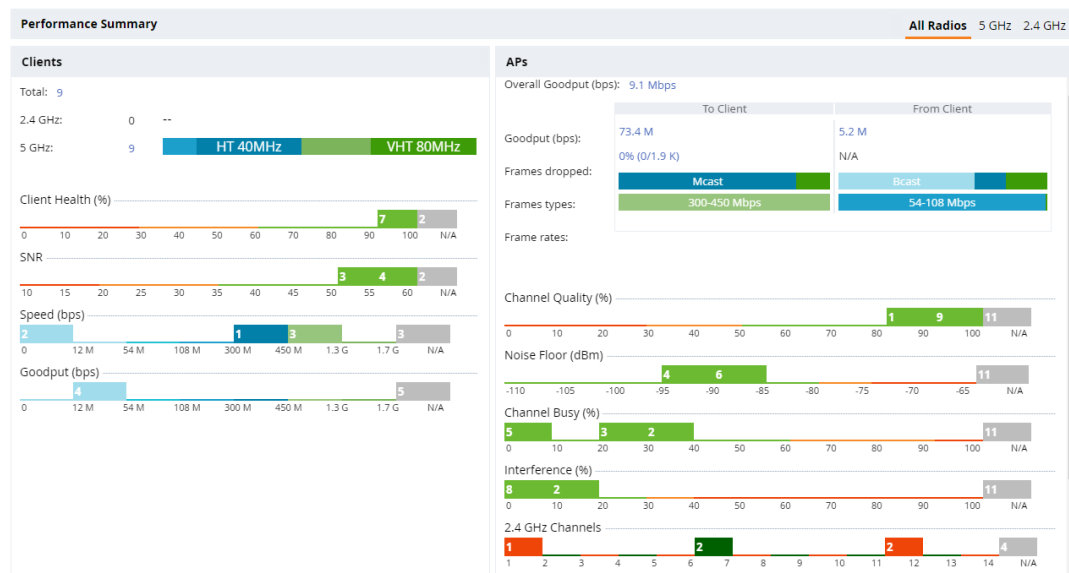 Performance Summary
All Radios 5 GHz 2.4 GHz
Clients
Total: 9
2.4 GHz: 0 --
5 GHz: 9 HT 40MHz VHT 80MHz
Client Health (%)
7 2
0 10 20 30 40 50 60 70 80 90 100 N/A
SNR
3 4 2
10 15 20 25 30 35 40 45 50 55 60 N/A
Speed (bps)
2 1 3 3
0 12 M 54 M 108 M 300 M 450 M 1.3 G 1.7 G N/A
Goodput (bps)
4 5
0 12 M 54 M 108 M 300 M 450 M 1.3 G 1.7 G N/A
APs
Overall Goodput (bps): 9.1 Mbps
To Client From Client
Goodput (bps): 73.4 M 5.2 M
Frames dropped: 0% (0/1.9 K) N/A
Frames types: Mcast Bcast
Frame rates: 300-450 Mbps 54-108 Mbps
Channel Quality (%)
1 9 11
0 10 20 30 40 50 60 70 80 90 100 N/A
Noise Floor (dBm)
4 6 11
-110 -105 -100 -95 -90 -85 -80 -75 -70 -65 N/A
Channel Busy (%)
5 3 2 11
0 10 20 30 40 50 60 70 80 90 100 N/A
Interference (%)
8 2 11
0 10 20 30 40 50 60 70 80 90 100 N/A
2.4 GHz Channels
1 2 2 4
1 2 3 4 5 6 7 8 9 10 11 12 13 14 N/A